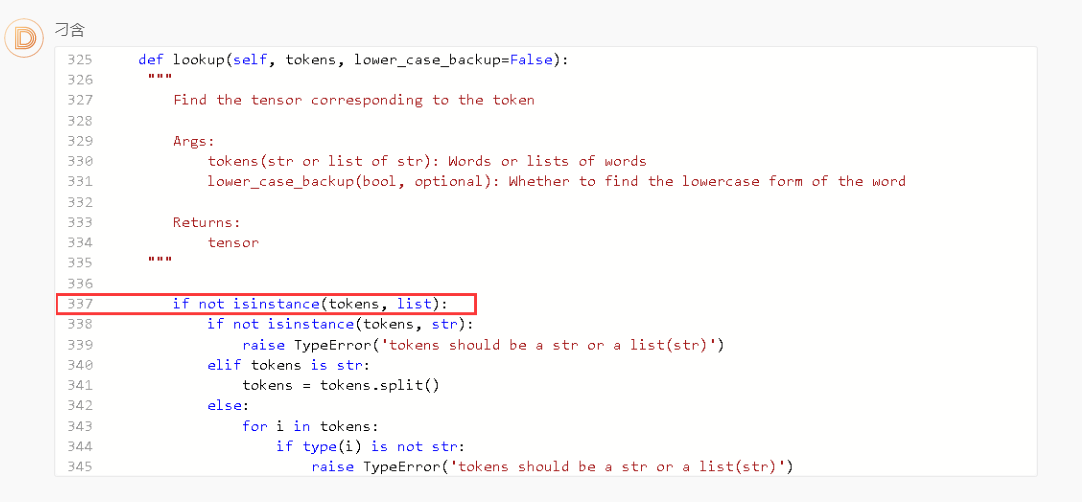 刁含
325 def lookup(self, tokens, lower_case_backup=False):
326 """
327 Find the tensor corresponding to the token
328
329 Args:
330 tokens(str or list of str): Words or lists of words
331 lower_case_backup(bool, optional): Whether to find the lowercase form of the word
332
333 Returns:
334 tensor
335 """
336
337 if not isinstance(tokens, list):
338 if not isinstance(tokens, str):
339 raise TypeError('tokens should be a str or a list(str)')
340 elif tokens is str:
341 tokens = tokens.split()
342 else:
343 for i in tokens:
344 if type(i) is not str:
345 raise TypeError('tokens should be a str or a list(str)')